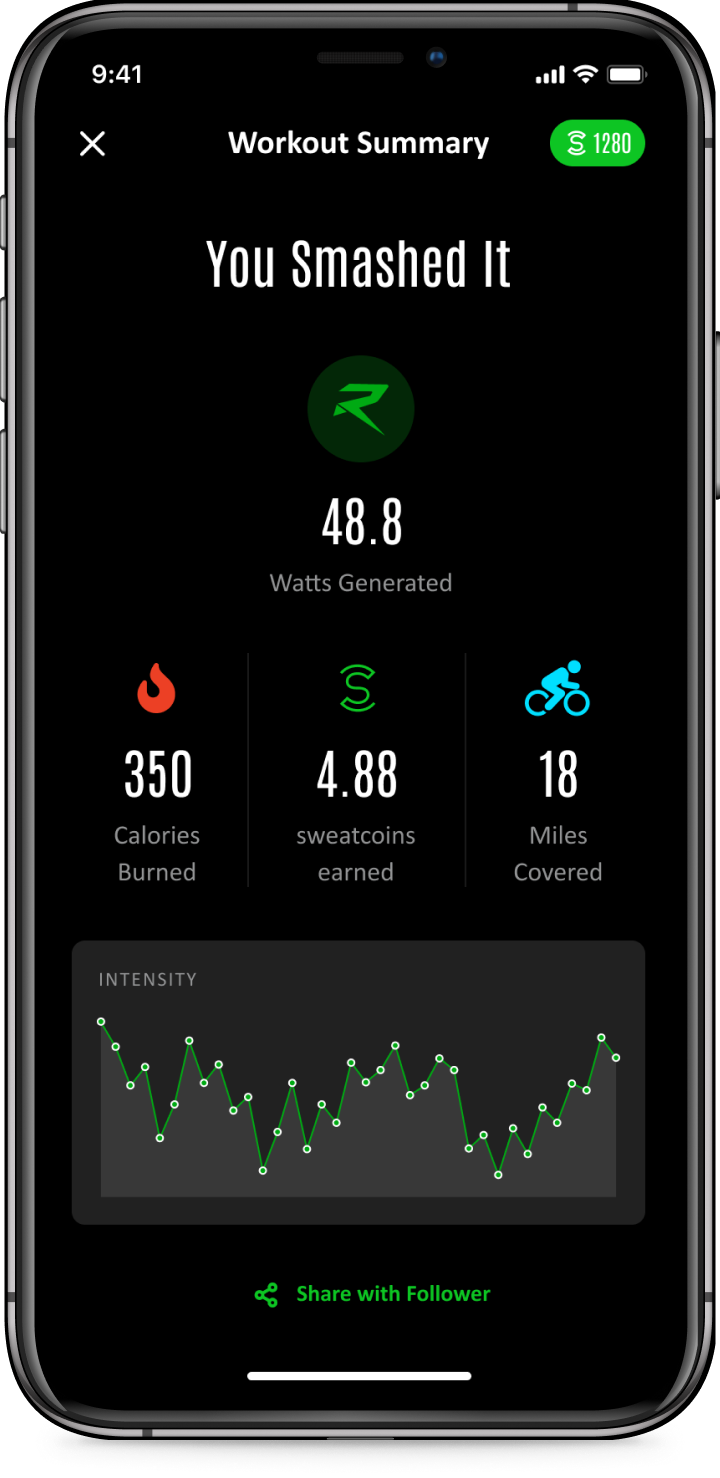 9:41
Workout Summary
1280
You Smashed It
48.8
Watts Generated
350
4.88
18
Calories
Burned
sweatcoins
earned
Miles
Covered
INTENSITY
Share with Follower